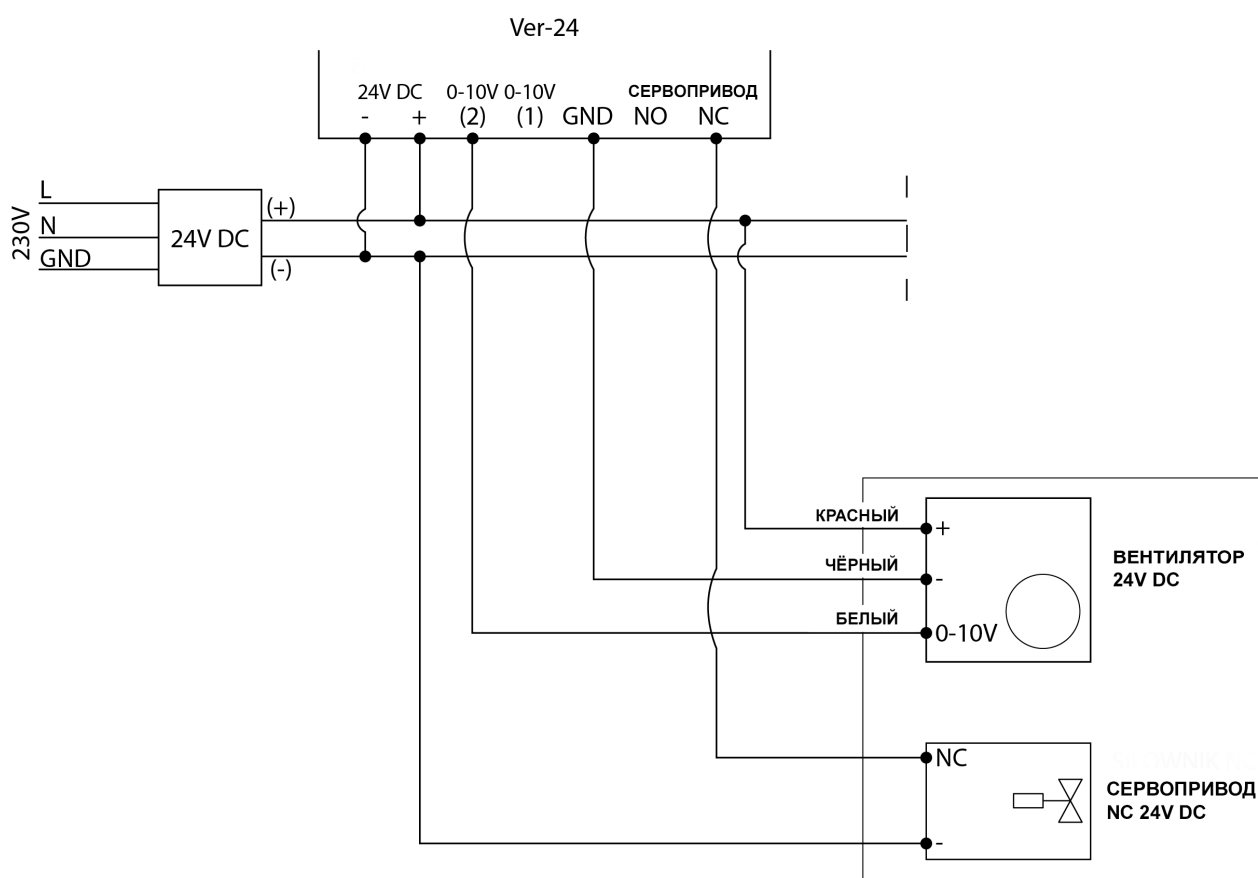 Ver-24
24V DC 0-10V 0-10V СЕРВОПРИВОД
- + (2) (1) GND NO NC
230V
L
N
GND
24V DC
(+)
(-)
КРАСНЫЙ
+
ЧЁРНЫЙ
-
БЕЛЫЙ
0-10V
ВЕНТИЛЯТОР
24V DC
NC
СЕРВОПРИВОД
NC 24V DC
-